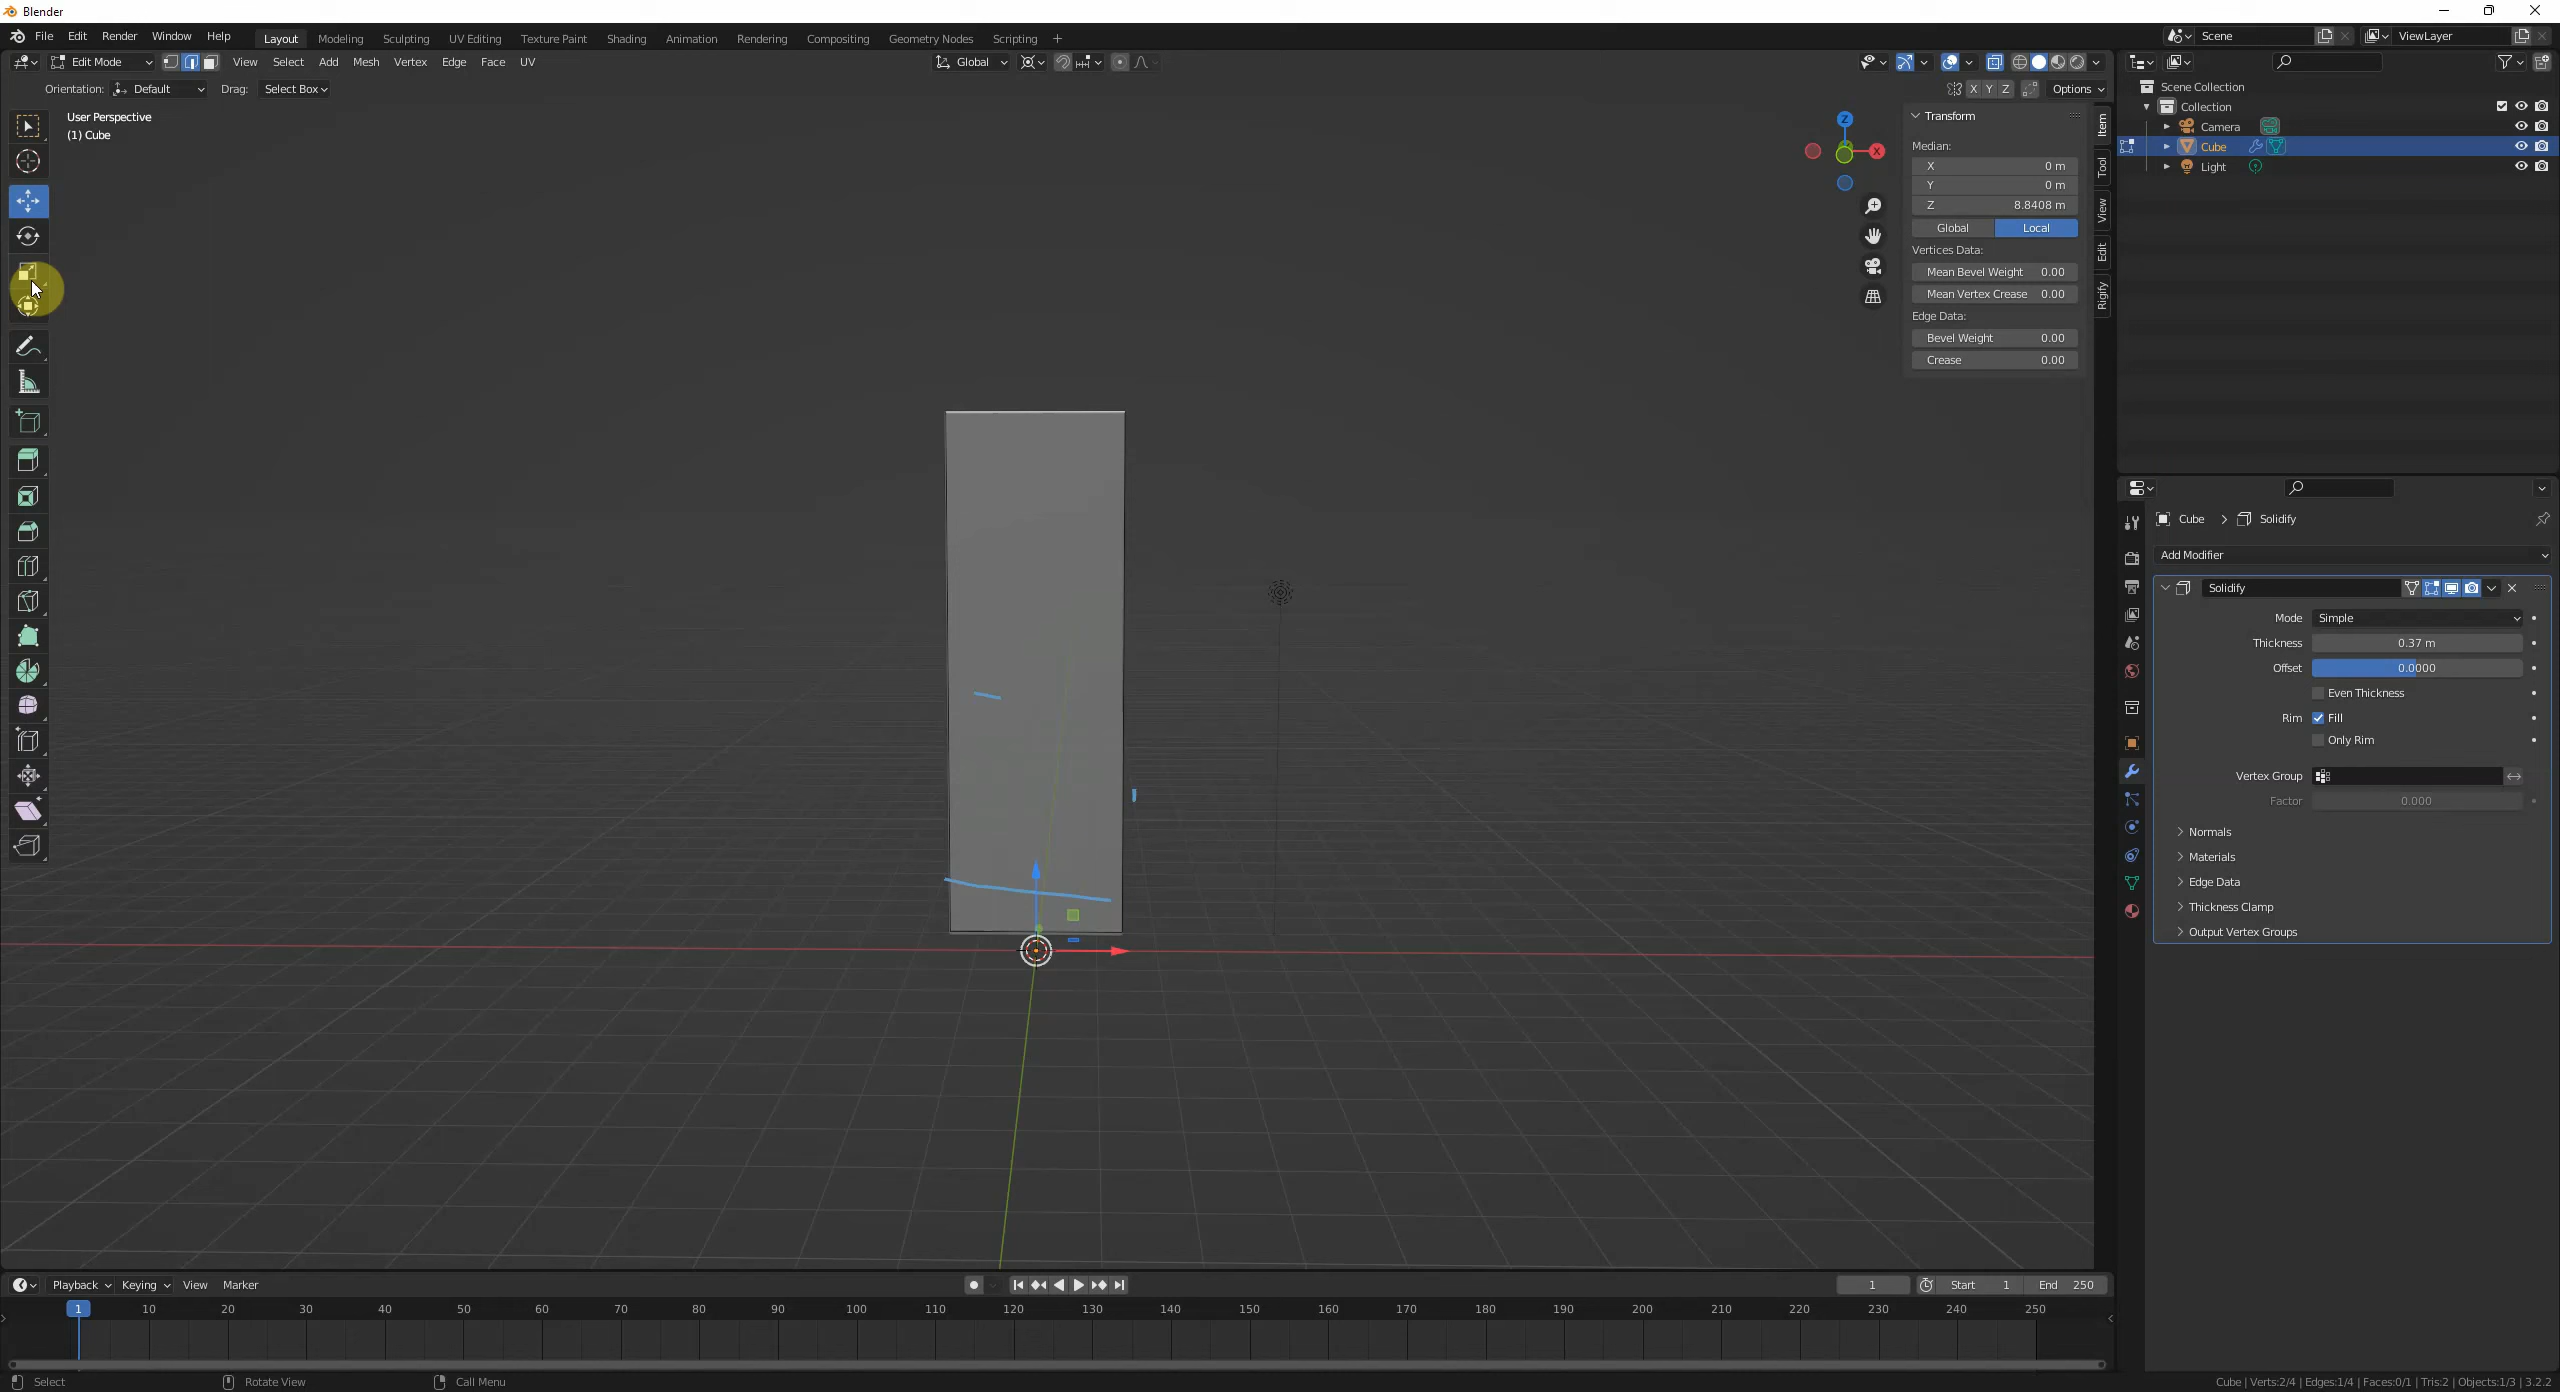 Blender
File Edit Render Window Help Layout Modeling Sculpting UV Editing Texture Paint Shading Animation Rendering Compositing Geometry Nodes Scripting + Scene ViewLayer
Edit Mode View Select Add Mesh Vertex Edge Face UV Global
Orientation: Default Drag: Select Box X Y Z Options
User Perspective
(1) Cube
Z
X
Transform
Median:
X 0 m
Y 0 m
Z 8.8408 m
Global Local
Vertices Data:
Mean Bevel Weight 0.00
Mean Vertex Crease 0.00
Edge Data:
Bevel Weight 0.00
Crease 0.00
Item
Tool
View
Edit
Rigify
Scene Collection
Collection
Camera
Cube
Light
Cube > Solidify
Add Modifier
Solidify
Mode Simple
Thickness 0.37 m
Offset 0.0000
Even Thickness
Rim Fill
Only Rim
Vertex Group
Factor 0.000
Normals
Materials
Edge Data
Thickness Clamp
Output Vertex Groups
Playback Keying View Marker 1 Start 1 End 250
1 10 20 30 40 50 60 70 80 90 100 110 120 130 140 150 160 170 180 190 200 210 220 230 240 250
Select Rotate View Call Menu Cube | Verts:2/4 | Edges:1/4 | Faces:0/1 | Tris:2 | Objects:1/3 | 3.2.2